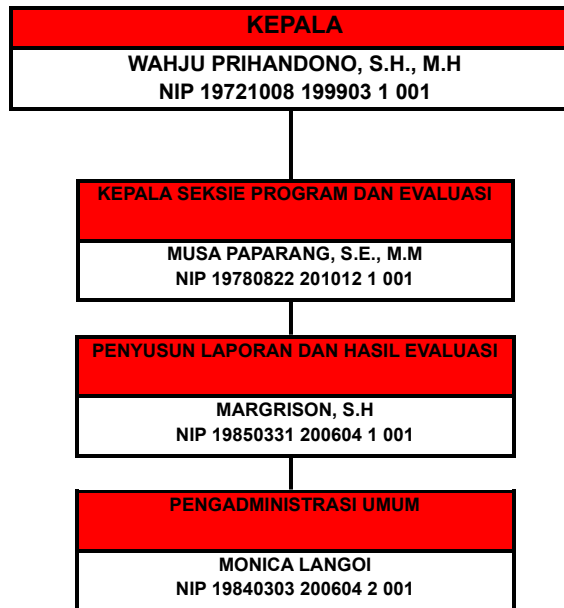 KEPALA
WAHJU PRIHANDONO, S.H., M.H
NIP 19721008 199903 1 001
KEPALA SEKSIE PROGRAM DAN EVALUASI
MUSA PAPARANG, S.E., M.M
NIP 19780822 201012 1 001
PENYUSUN LAPORAN DAN HASIL EVALUASI
MARGRISON, S.H
NIP 19850331 200604 1 001
PENGADMINISTRASI UMUM
MONICA LANGOI
NIP 19840303 200604 2 001